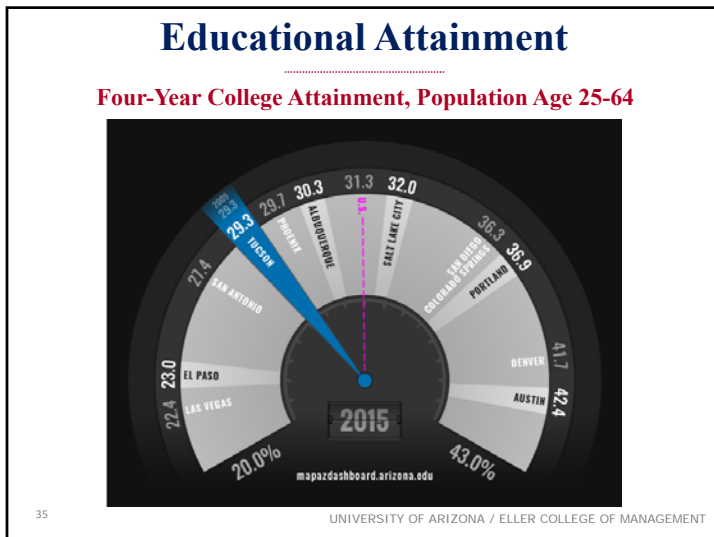 Educational Attainment
Four-Year College Attainment, Population Age 25-64
2009
29.3
29.3
TUCSON
29.7
PHOENIX
30.3
ALBUQUERQUE
31.3
U.S.
32.0
SALT LAKE CITY
36.3
SAN DIEGO
COLORADO SPRINGS
36.9
PORTLAND
27.4
SAN ANTONIO
41.7
DENVER
23.0
EL PASO
42.4
AUSTIN
22.4
LAS VEGAS
2015
20.0%
43.0%
mapazdashboard.arizona.edu
35
UNIVERSITY OF ARIZONA / ELLER COLLEGE OF MANAGEMENT